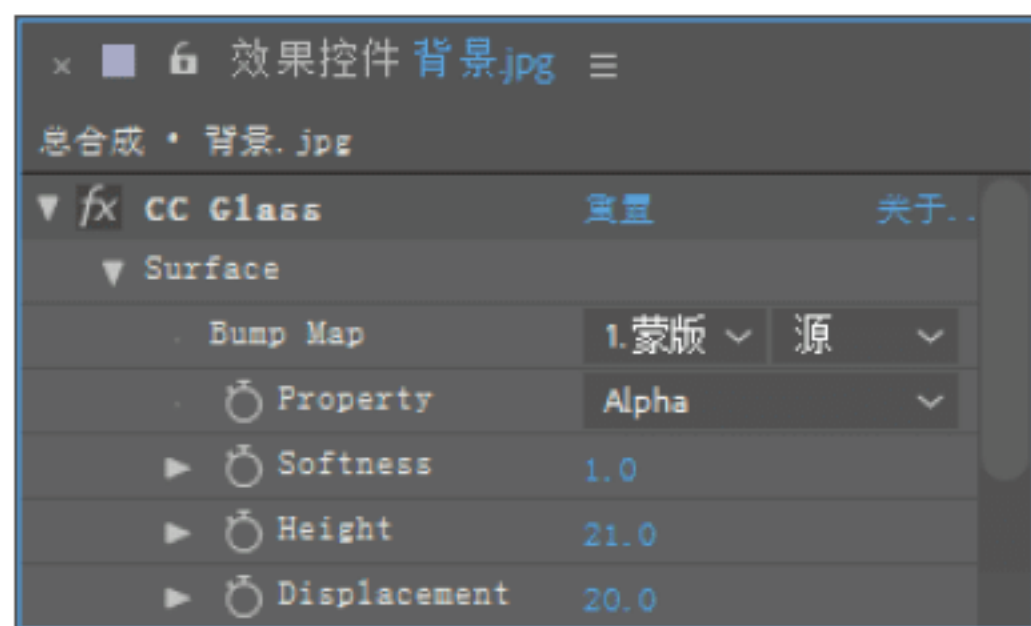 效果控件 背景.jpg
总合成 • 背景.jpg
fx CC Glass 重置 关于..
Surface
Bump Map 1.蒙版 源
Property Alpha
Softness 1.0
Height 21.0
Displacement 20.0